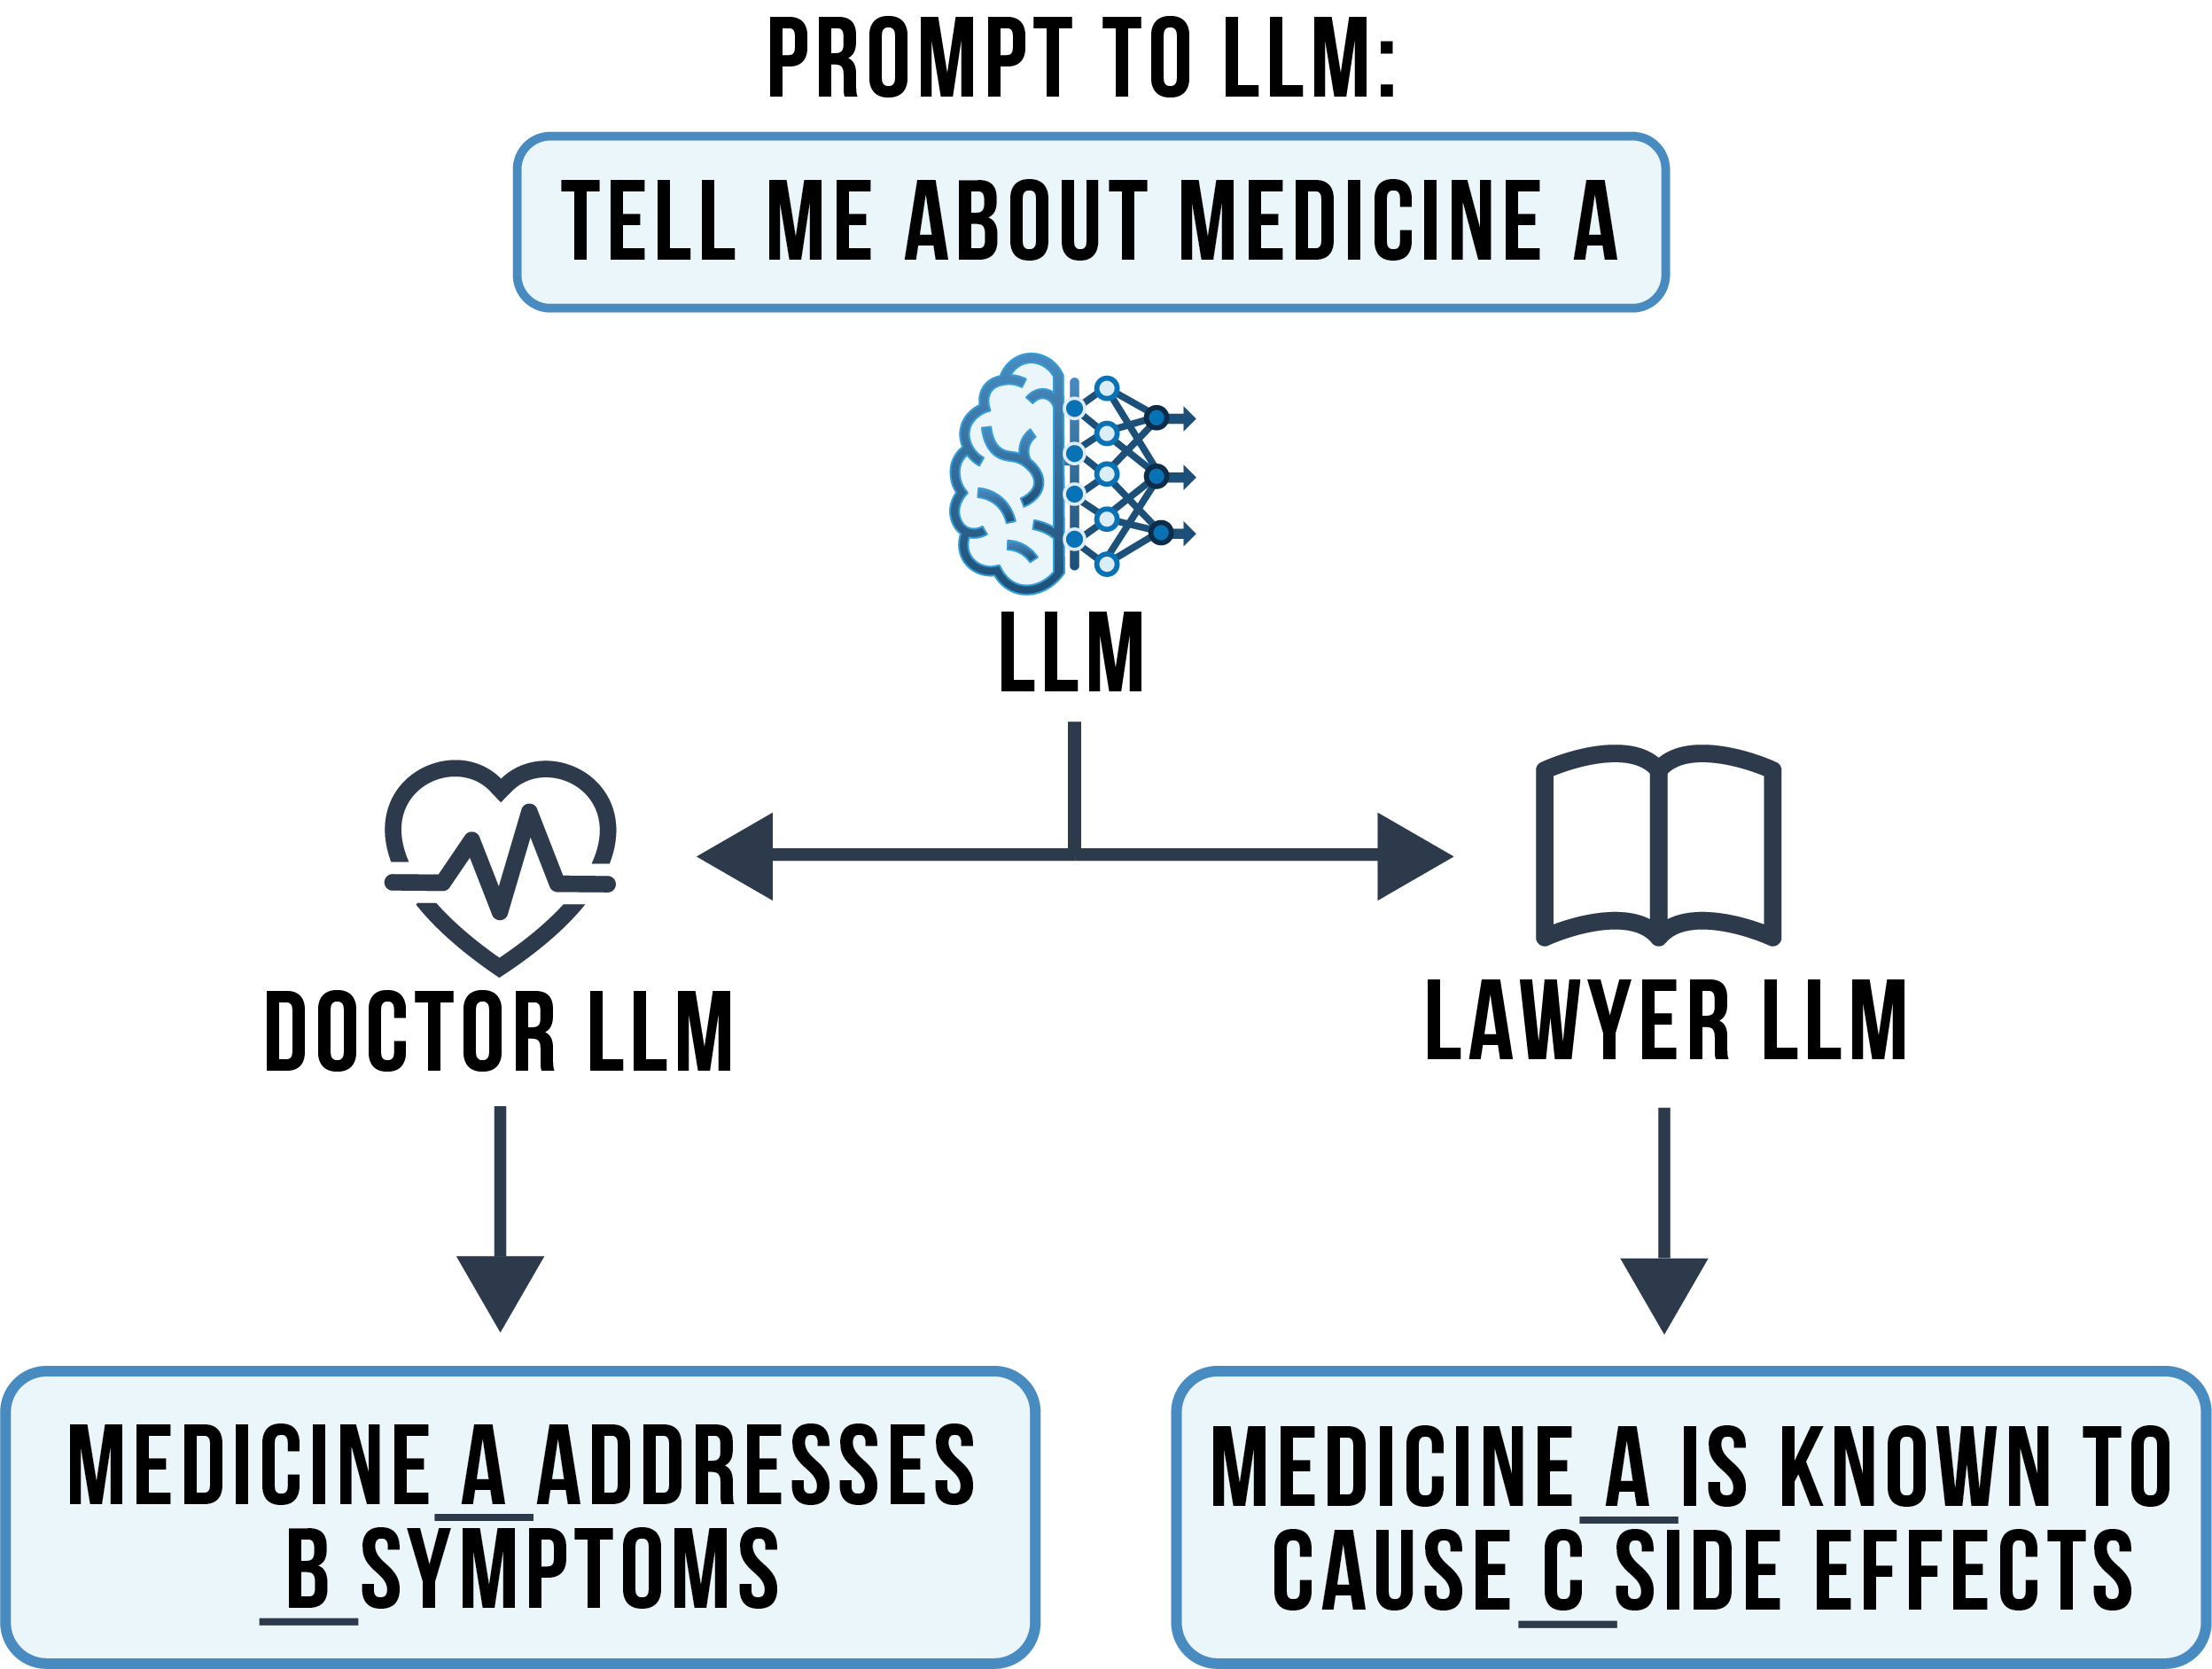 PROMPT TO LLM:
TELL ME ABOUT MEDICINE A
LLM
DOCTOR LLM
LAWYER LLM
MEDICINE A ADDRESSES
B SYMPTOMS
MEDICINE A IS KNOWN TO
CAUSE C SIDE EFFECTS